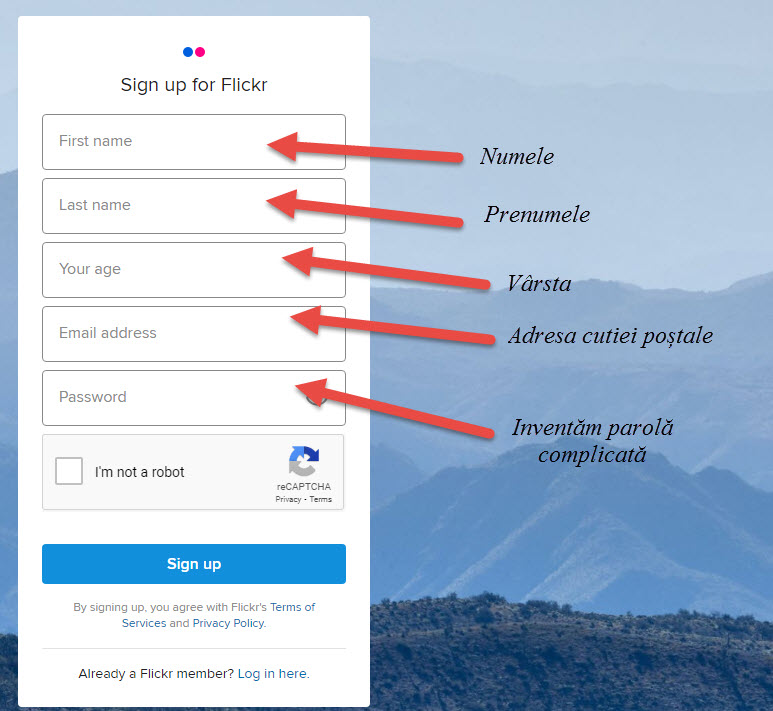 Sign up for Flickr
First name
Numele
Last name
Prenumele
Your age
Vârsta
Email address
Adresa cutiei poștale
Password
Inventăm parolă
complicată
I'm not a robot
reCAPTCHA
Privacy - Terms
Sign up
By signing up, you agree with Flickr's Terms of
Services and Privacy Policy.
Already a Flickr member? Log in here.